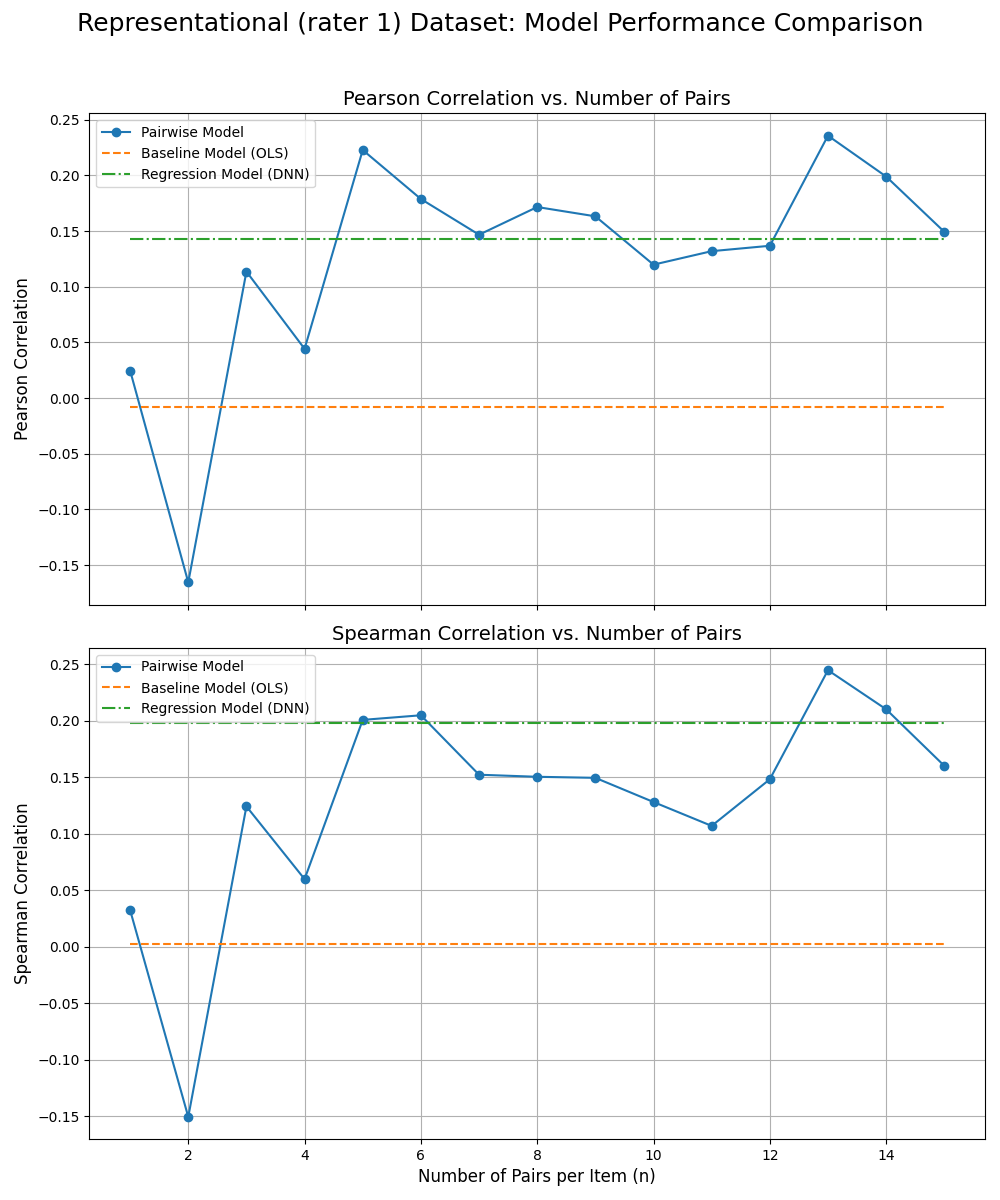 Representational (rater 1) Dataset: Model Performance Comparison
Pearson Correlation vs. Number of Pairs
Pairwise Model
Baseline Model (OLS)
Regression Model (DNN)
0.25
0.20
0.15
0.10
0.05
0.00
−0.05
−0.10
−0.15
Pearson Correlation
Spearman Correlation vs. Number of Pairs
Pairwise Model
Baseline Model (OLS)
Regression Model (DNN)
0.25
0.20
0.15
0.10
0.05
0.00
−0.05
−0.10
−0.15
Spearman Correlation
2 4 6 8 10 12 14
Number of Pairs per Item (n)